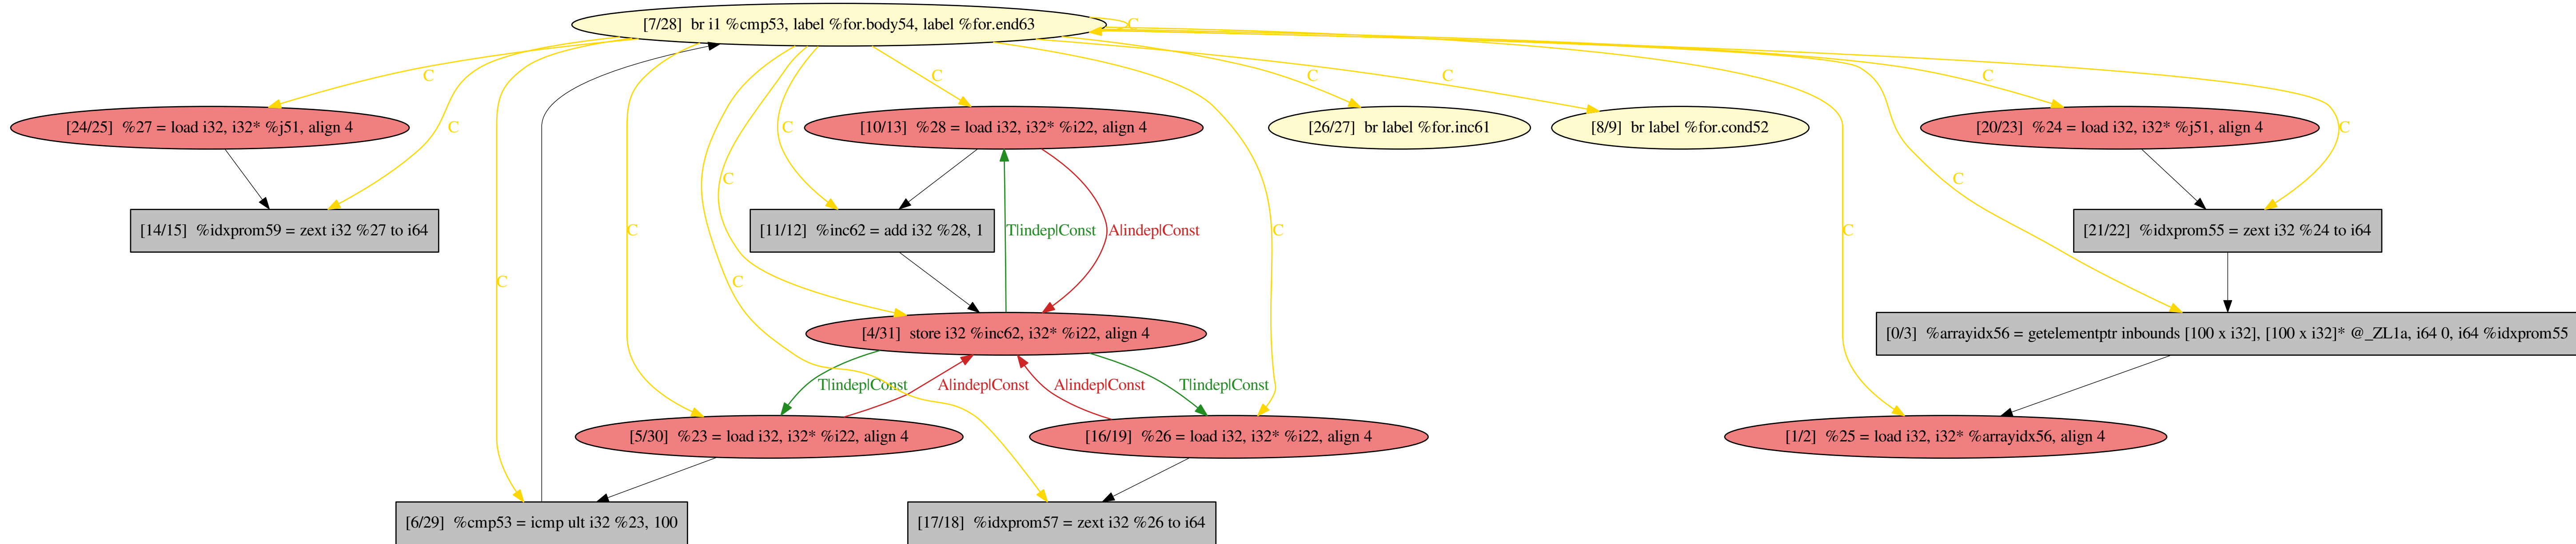 [7/28]  br i1 %cmp53, label %for.body54, label %for.end63
C
C
C
C
C
C
C
[24/25]  %27 = load i32, i32* %j51, align 4
C
C
[10/13]  %28 = load i32, i32* %i22, align 4
[26/27]  br label %for.inc61
[8/9]  br label %for.cond52
[20/23]  %24 = load i32, i32* %j51, align 4
C
C
C
[14/15]  %idxprom59 = zext i32 %27 to i64
C
[11/12]  %inc62 = add i32 %28, 1
T|indep|Const
A|indep|Const
C
C
[21/22]  %idxprom55 = zext i32 %24 to i64
C
C
[4/31]  store i32 %inc62, i32* %i22, align 4
[0/3]  %arrayidx56 = getelementptr inbounds [100 x i32], [100 x i32]* @_ZL1a, i64 0, i64 %idxprom55
T|indep|Const
A|indep|Const
A|indep|Const
T|indep|Const
[5/30]  %23 = load i32, i32* %i22, align 4
[16/19]  %26 = load i32, i32* %i22, align 4
[1/2]  %25 = load i32, i32* %arrayidx56, align 4
[6/29]  %cmp53 = icmp ult i32 %23, 100
[17/18]  %idxprom57 = zext i32 %26 to i64